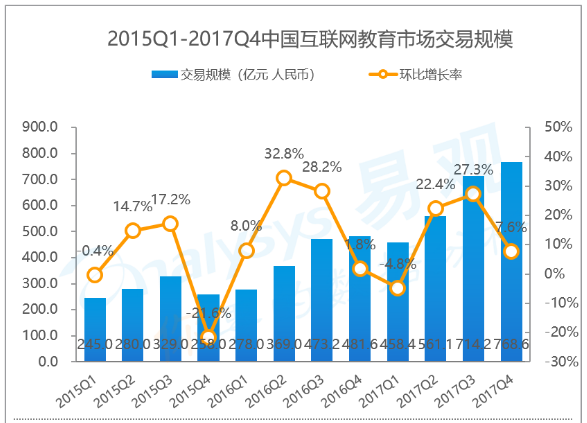 2015Q1-2017Q4中国互联网教育市场交易规模
交易规模（亿元 人民币） 环比增长率
900.0 800.0 700.0 600.0 500.0 400.0 300.0 200.0 100.0 0.0
50% 40% 30% 20% 10% 0% -10% -20% -30%
0.4% 14.7% 17.2% -21.6% 8.0% 32.8% 28.2% 1.8% -4.8% 22.4% 27.3% 7.6%
245.0 280.0 329.0 258.0 278.0 369.0 473.2 481.6 458.4 561.1 714.2 768.6
2015Q1 2015Q2 2015Q3 2015Q4 2016Q1 2016Q2 2016Q3 2016Q4 2017Q1 2017Q2 2017Q3 2017Q4
nalysys 易观